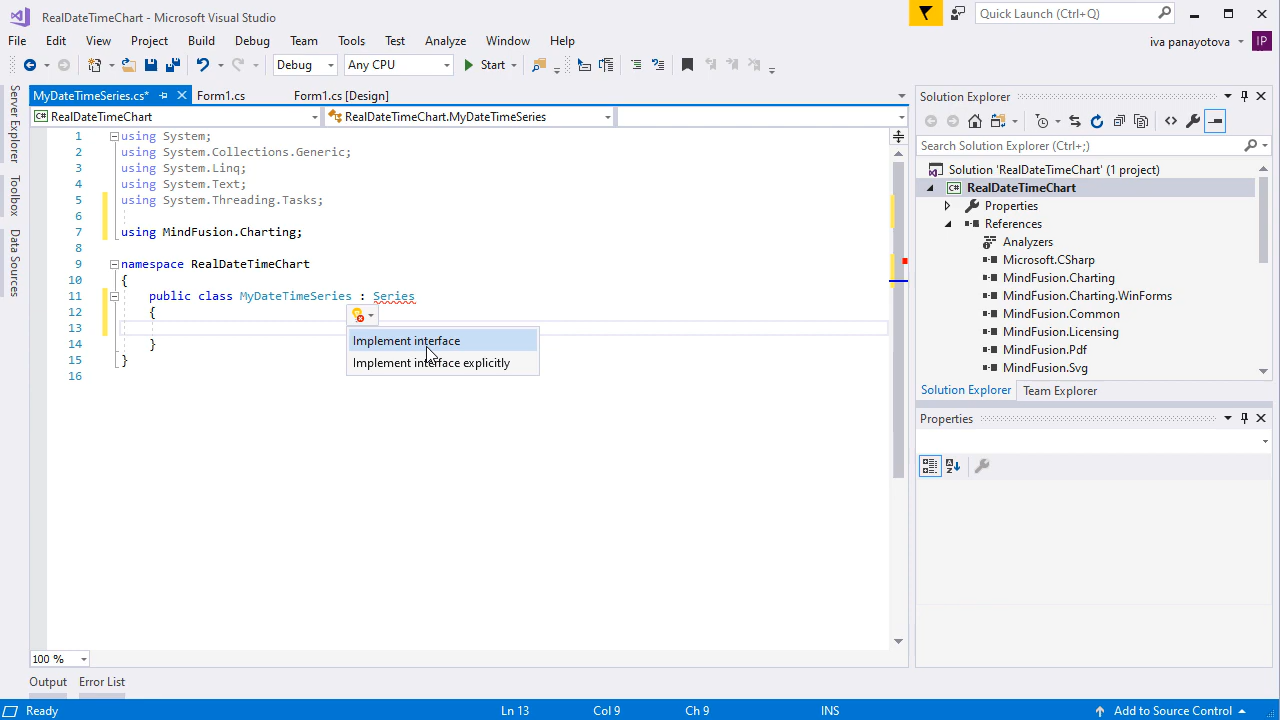 RealDateTimeChart - Microsoft Visual Studio
Quick Launch (Ctrl+Q)
File Edit View Project Build Debug Team Tools Test Analyze Window Help
iva panayotova
IP
Debug
Any CPU
Start
Server Explorer
Toolbox
Data Sources
MyDateTimeSeries.cs*
Form1.cs
Form1.cs [Design]
C# RealDateTimeChart
RealDateTimeChart.MyDateTimeSeries
1 using System;
2 using System.Collections.Generic;
3 using System.Linq;
4 using System.Text;
5 using System.Threading.Tasks;
6
7 using MindFusion.Charting;
8
9 namespace RealDateTimeChart
10 {
11 public class MyDateTimeSeries : Series
12 {
13
14 }
15 }
16
Implement interface
Implement interface explicitly
100 %
Output
Error List
Solution Explorer
Search Solution Explorer (Ctrl+;)
Solution 'RealDateTimeChart' (1 project)
C# RealDateTimeChart
Properties
References
Analyzers
Microsoft.CSharp
MindFusion.Charting
MindFusion.Charting.WinForms
MindFusion.Common
MindFusion.Licensing
MindFusion.Pdf
MindFusion.Svg
Solution Explorer
Team Explorer
Properties
Ready
Ln 13
Col 9
Ch 9
INS
Add to Source Control